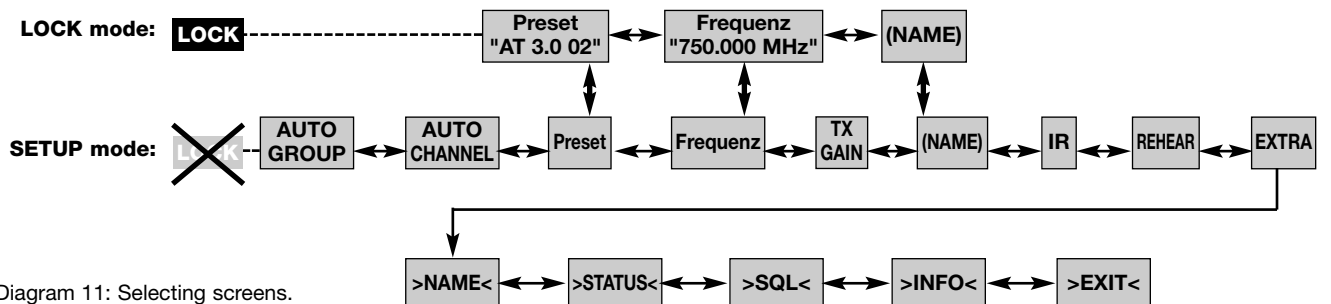 LOCK mode:
LOCK
Preset
"AT 3.0 02"
Frequenz
"750.000 MHz"
(NAME)
SETUP mode:
LOCK
AUTO
GROUP
AUTO
CHANNEL
Preset
Frequenz
TX
GAIN
(NAME)
IR
REHEAR
EXTRA
>NAME<
>STATUS<
>SQL<
>INFO<
>EXIT<
Diagram 11: Selecting screens.